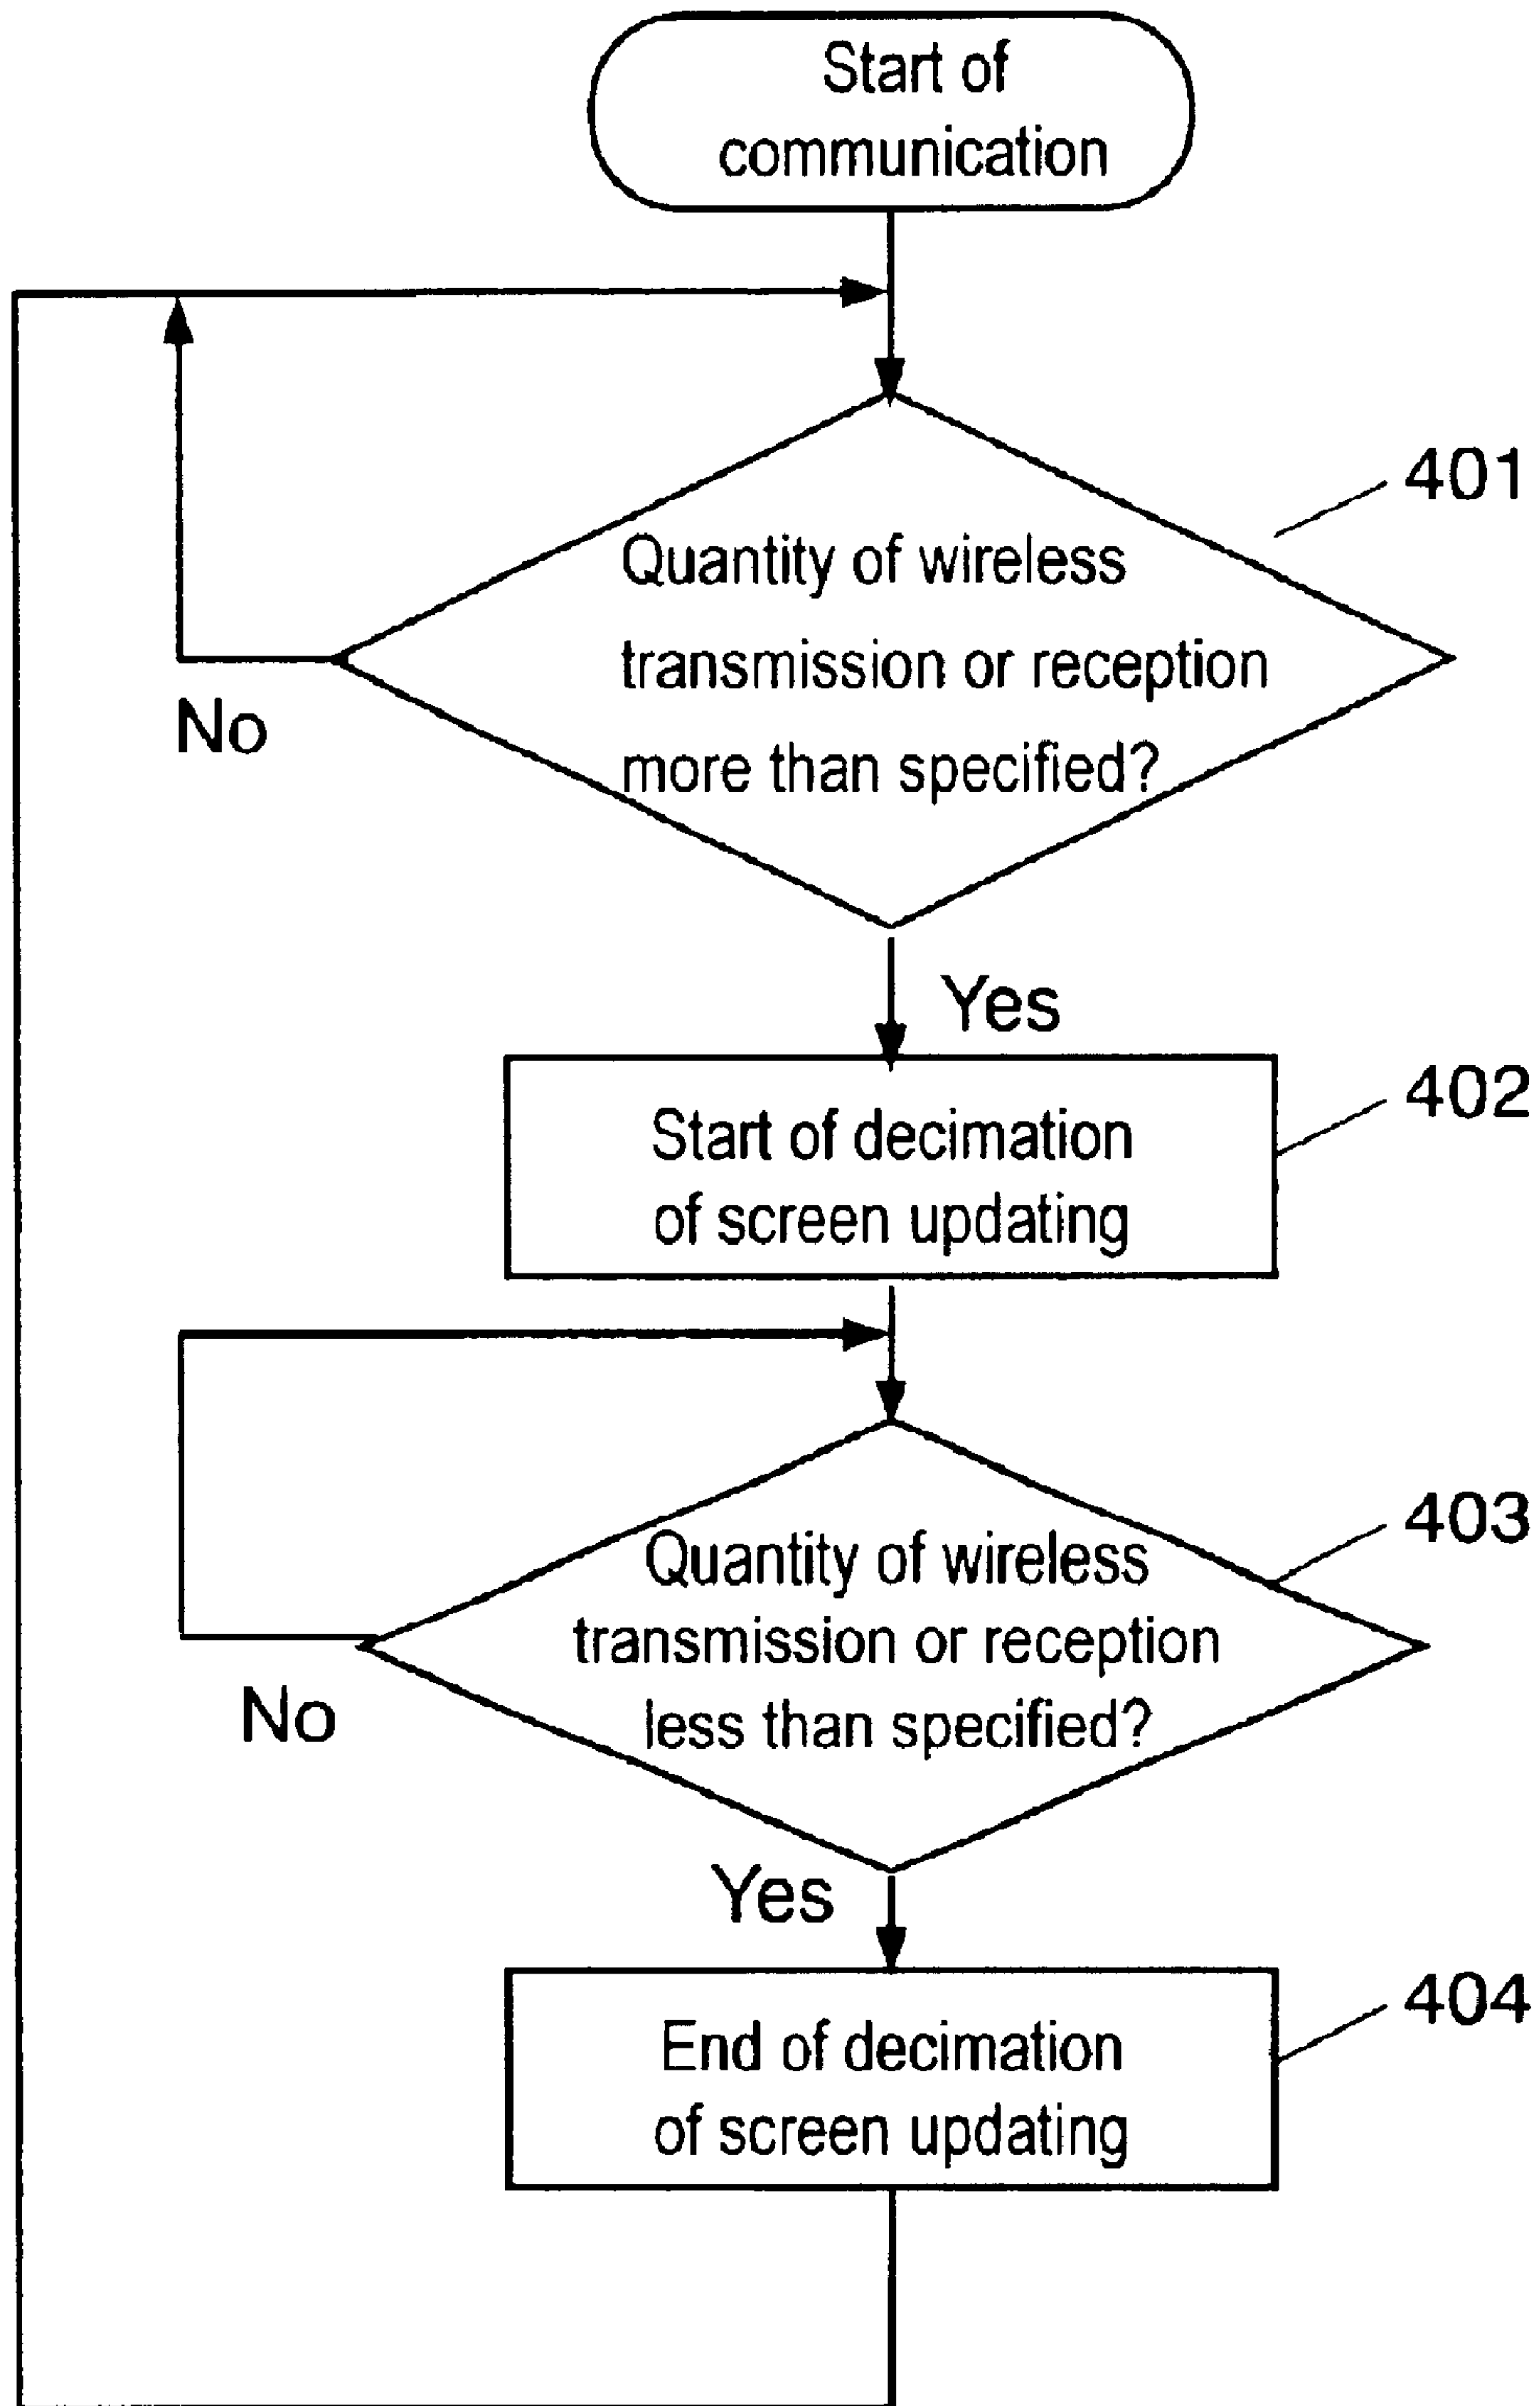 Start of
communication
401
Quantity of wireless
transmission or reception
more than specified?
No
Yes
402
Start of decimation
of screen updating
403
Quantity of wireless
transmission or reception
less than specified?
No
Yes
404
End of decimation
of screen updating